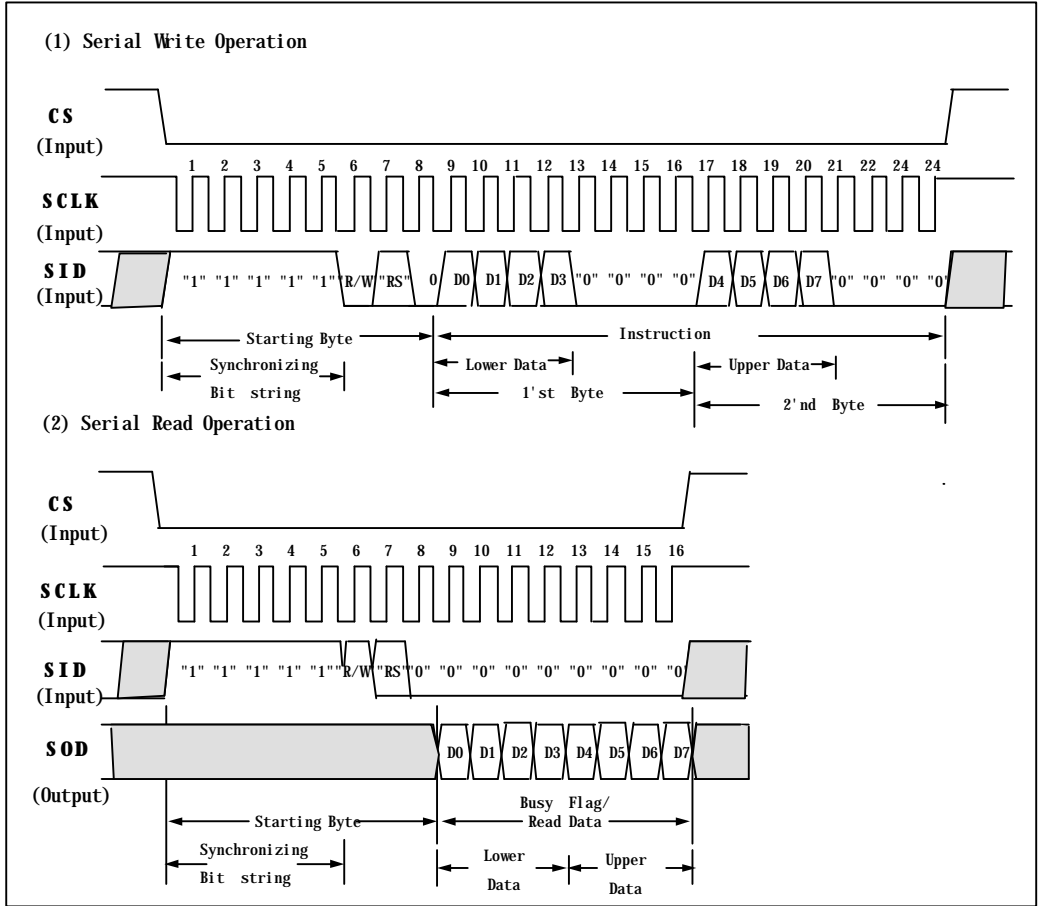 (1) Serial Write Operation
CS
(Input)
1 2 3 4 5 6 7 8 9 10 11 12 13 14 15 16 17 18 19 20 21 22 24 24
SCLK
(Input)
SID
(Input)
"1" "1" "1" "1" "1" "R/W" "RS" 0 D0 D1 D2 D3 "0" "0" "0" "0" D4 D5 D6 D7 "0" "0" "0" "0"
Starting Byte
Instruction
Synchronizing
Bit string
Lower Data
Upper Data
1'st Byte
2'nd Byte
(2) Serial Read Operation
CS
(Input)
1 2 3 4 5 6 7 8 9 10 11 12 13 14 15 16
SCLK
(Input)
SID
(Input)
"1" "1" "1" "1" "1" "R/W" "RS" "0" "0" "0" "0" "0" "0" "0" "0" "0"
SOD
(Output)
D0 D1 D2 D3 D4 D5 D6 D7
Starting Byte
Busy Flag/
Read Data
Synchronizing
Bit string
Lower
Data
Upper
Data